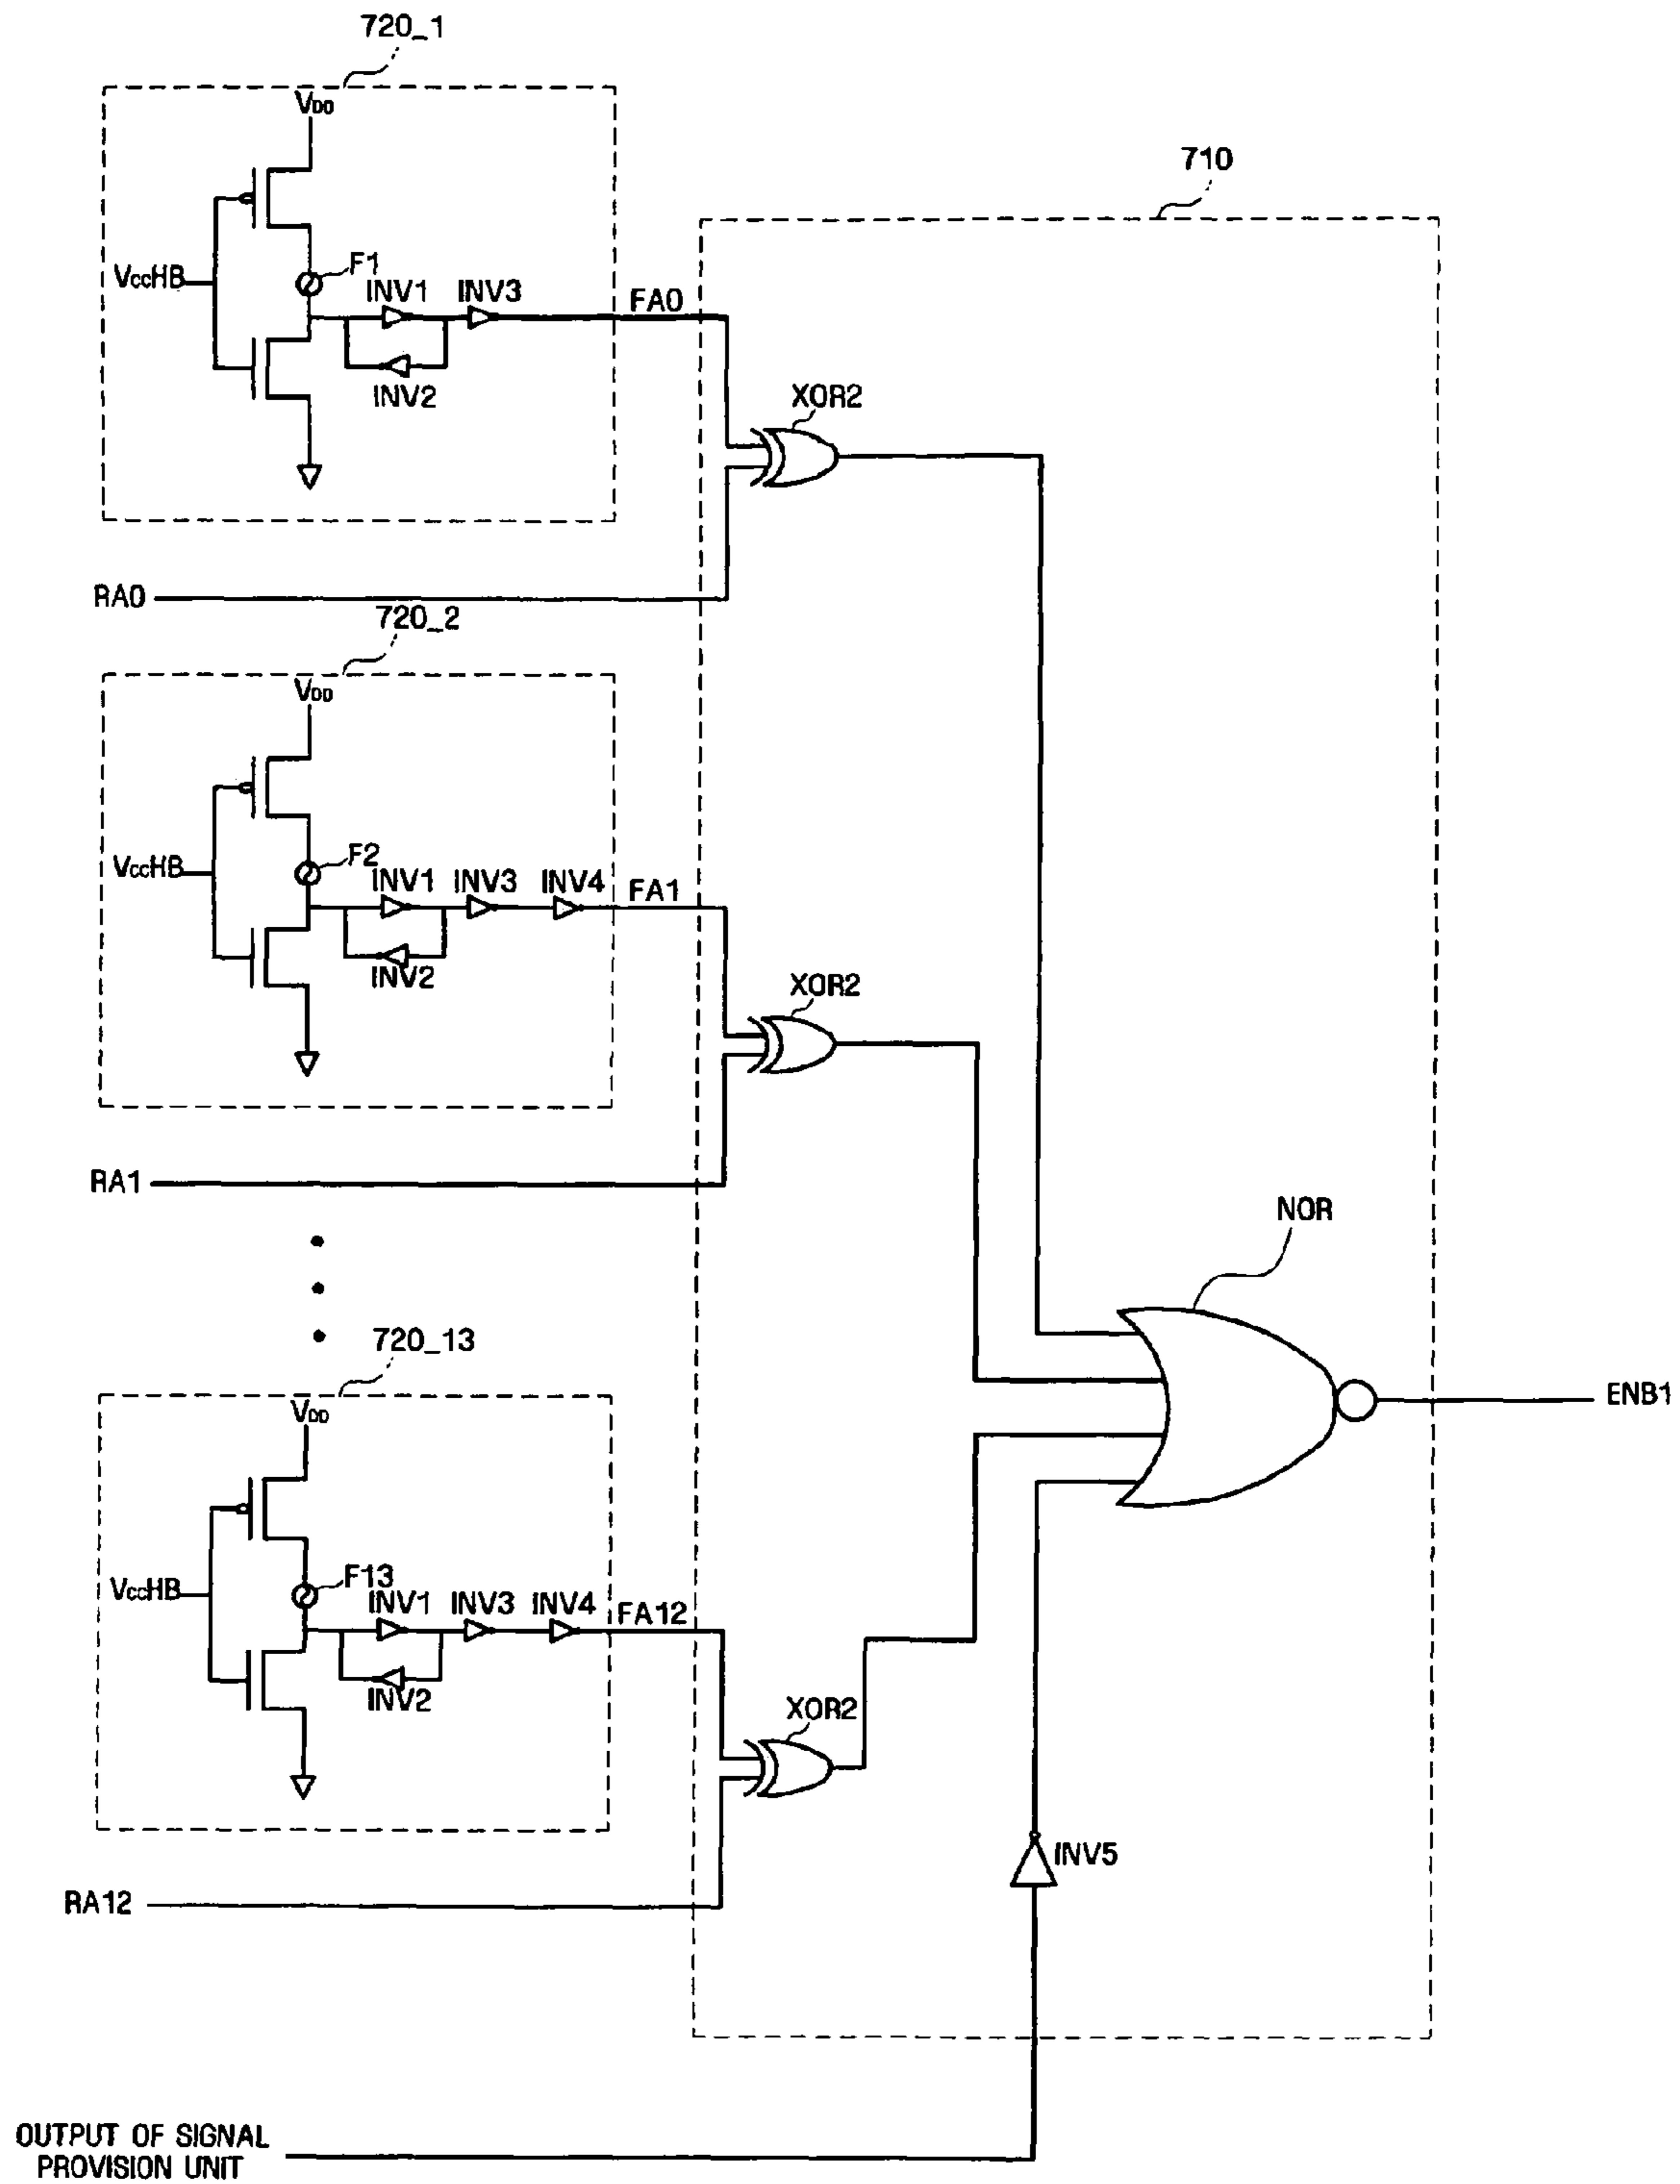 720_1
VDD
710
VccHB
F1
INV1 INV3 FA0
INV2
XOR2
RA0
720_2
VDD
VccHB
F2
INV1 INV3 INV4 FA1
INV2
XOR2
RA1
NOR
720_13
VDD
ENB1
VccHB
F13
INV1 INV3 INV4 FA12
INV2
XOR2
INV5
RA12
OUTPUT OF SIGNAL
PROVISION UNIT